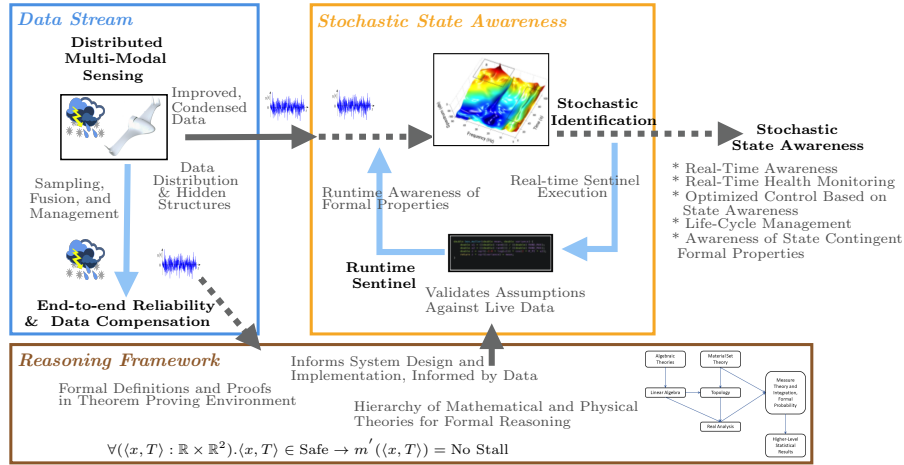 Data Stream
Distributed
Multi-Modal
Sensing
Improved,
Condensed
Data
Sampling,
Fusion, and
Management
Data
Distribution
& Hidden
Structures
End-to-end Reliability
& Data Compensation
Stochastic State Awareness
Frequency (Hz)
Stochastic
Identification
Runtime Awareness of
Formal Properties
Real-time Sentinel
Execution
Runtime
Sentinel
Validates Assumptions
Against Live Data
Stochastic
State Awareness
* Real-Time Awareness
* Real-Time Health Monitoring
* Optimized Control Based on
State Awareness
* Life-Cycle Management
* Awareness of State Contingent
Formal Properties
Reasoning Framework
Informs System Design and
Implementation, Informed by Data
Formal Definitions and Proofs
in Theorem Proving Environment
Hierarchy of Mathematical and Physical
Theories for Formal Reasoning
∀(⟨x, T⟩ : ℝ × ℝ²).⟨x, T⟩ ∈ Safe → m′(⟨x, T⟩) = No Stall
Algebraic
Theories
Material Set
Theory
Linear Algebra
Topology
Measure
Theory and
Integration,
Formal
Probability
Real Analysis
Higher-Level
Statistical
Results